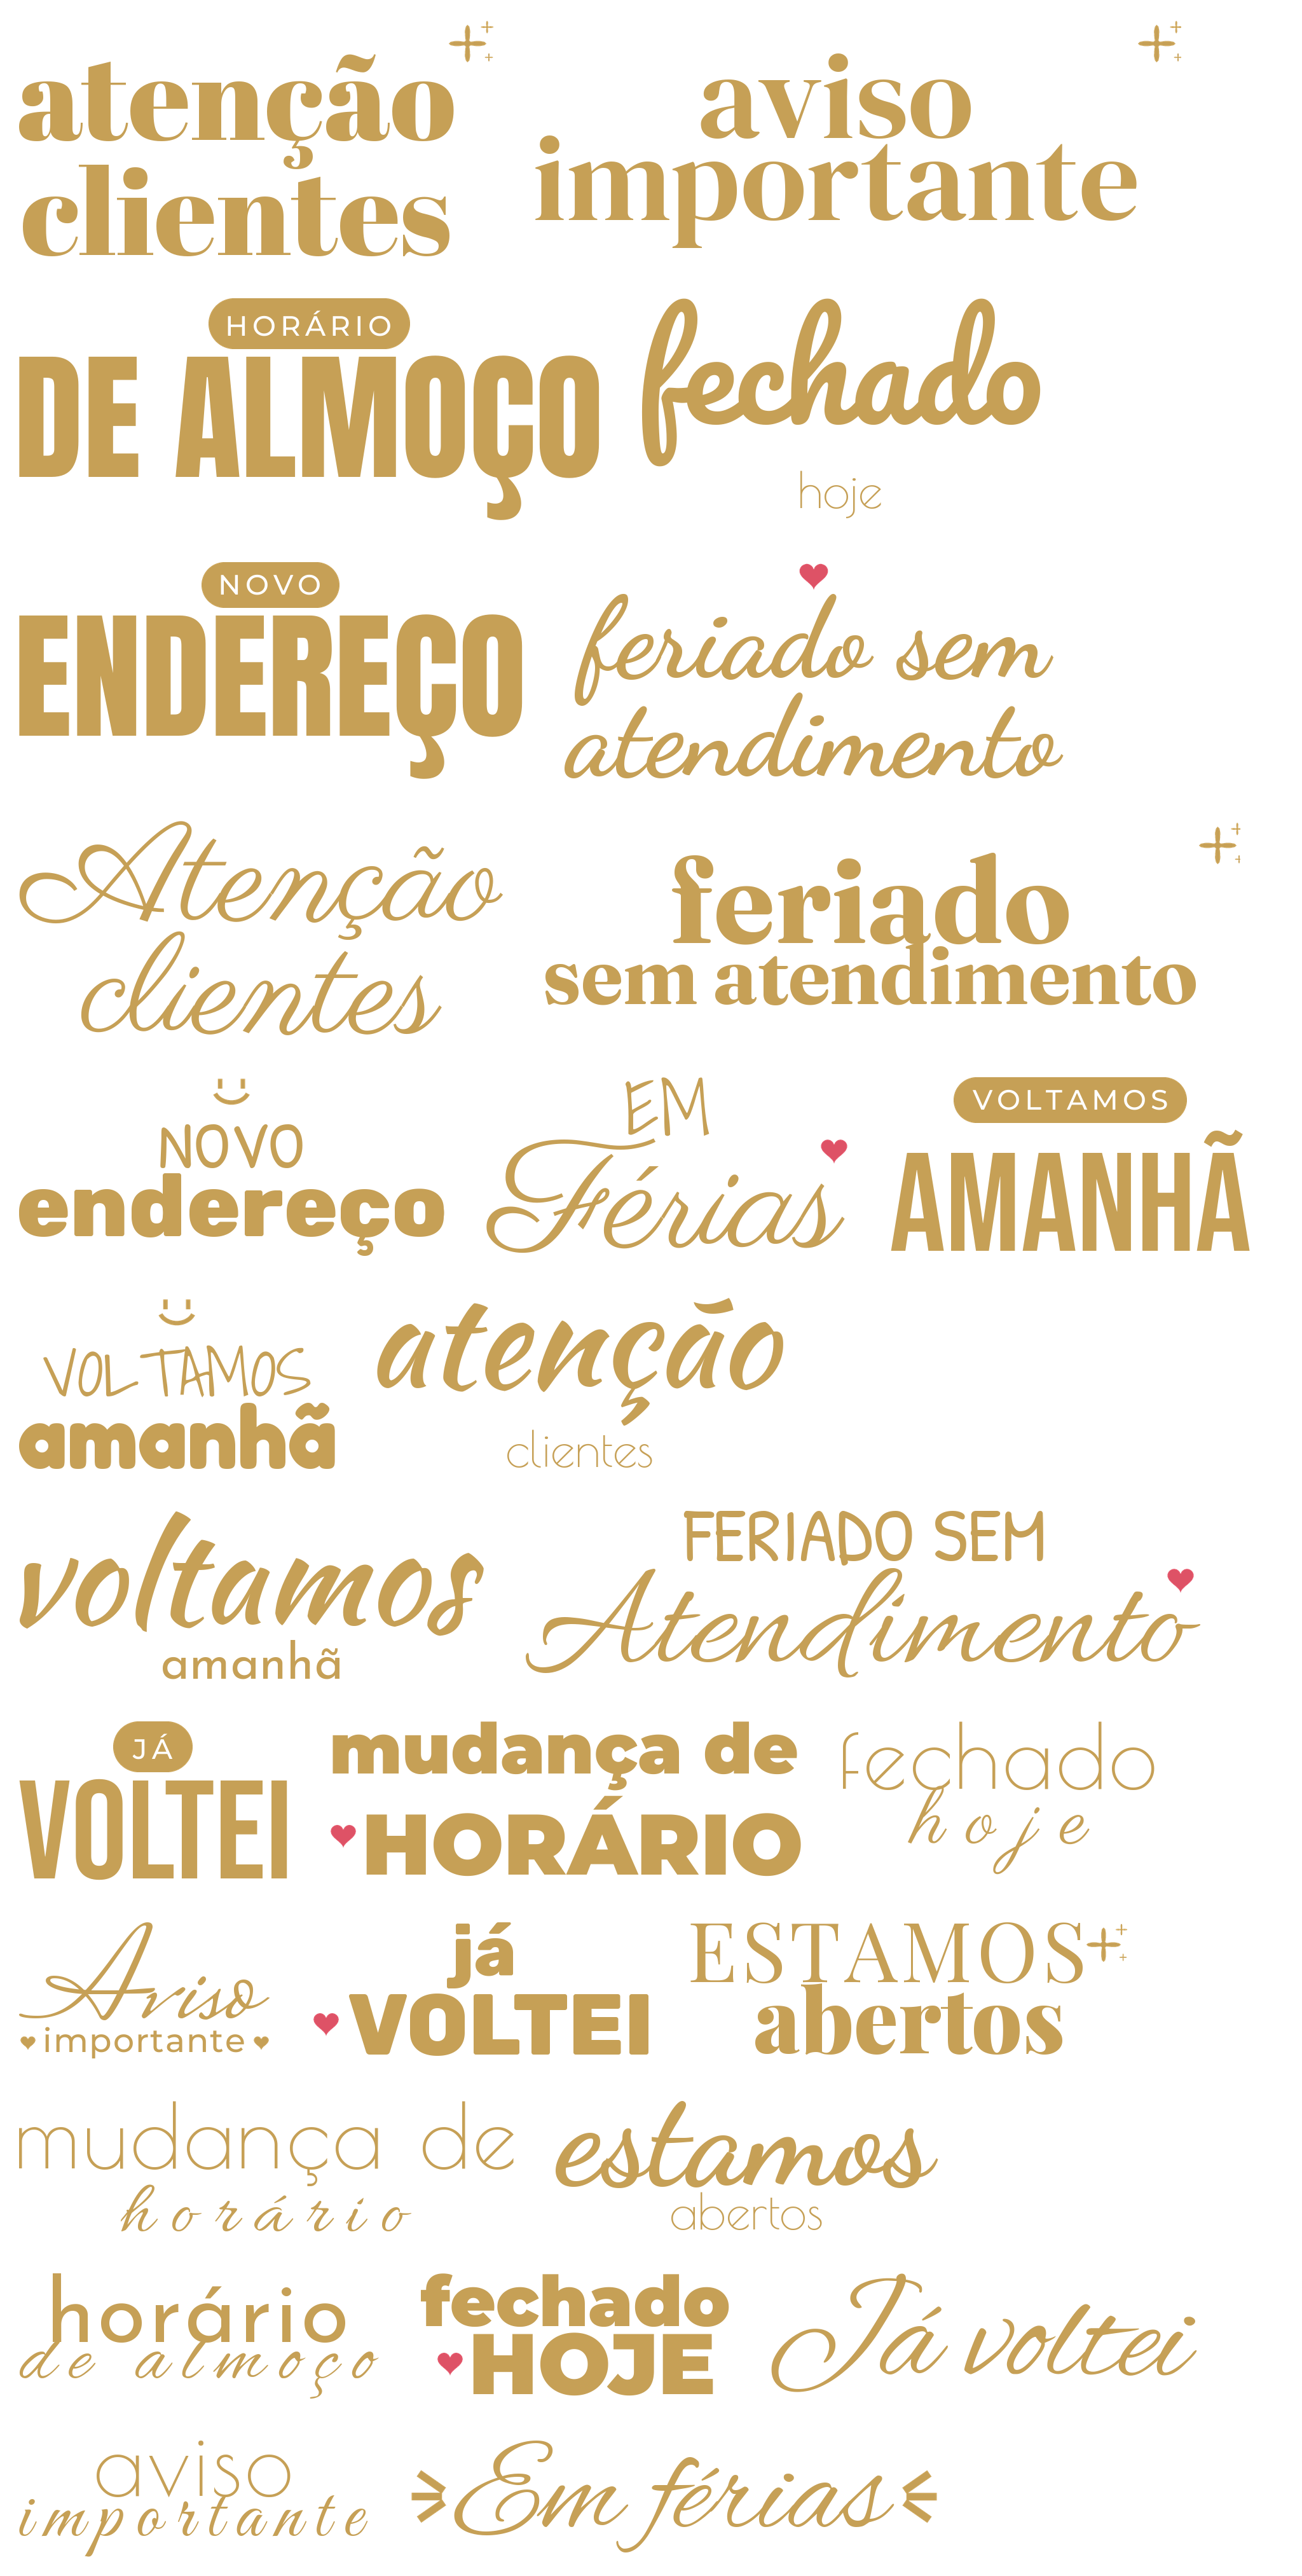 atenção
clientes
aviso
importante
HORÁRIO
DE ALMOÇO
fechado
hoje
NOVO
ENDEREÇO
feriado sem
atendimento
Atenção
clientes
feriado
sem atendimento
NOVO
endereço
EM
Férias
VOLTAMOS
AMANHÃ
VOLTAMOS
amanhã
atenção
clientes
voltamos
amanhã
FERIADO SEM
Atendimento
JÁ
VOLTEI
mudança de
HORÁRIO
fechado
hoje
Aviso
importante
já
VOLTEI
ESTAMOS
abertos
mudança de
horário
estamos
abertos
horário
de almoço
fechado
HOJE
Já voltei
aviso
importante
Em férias